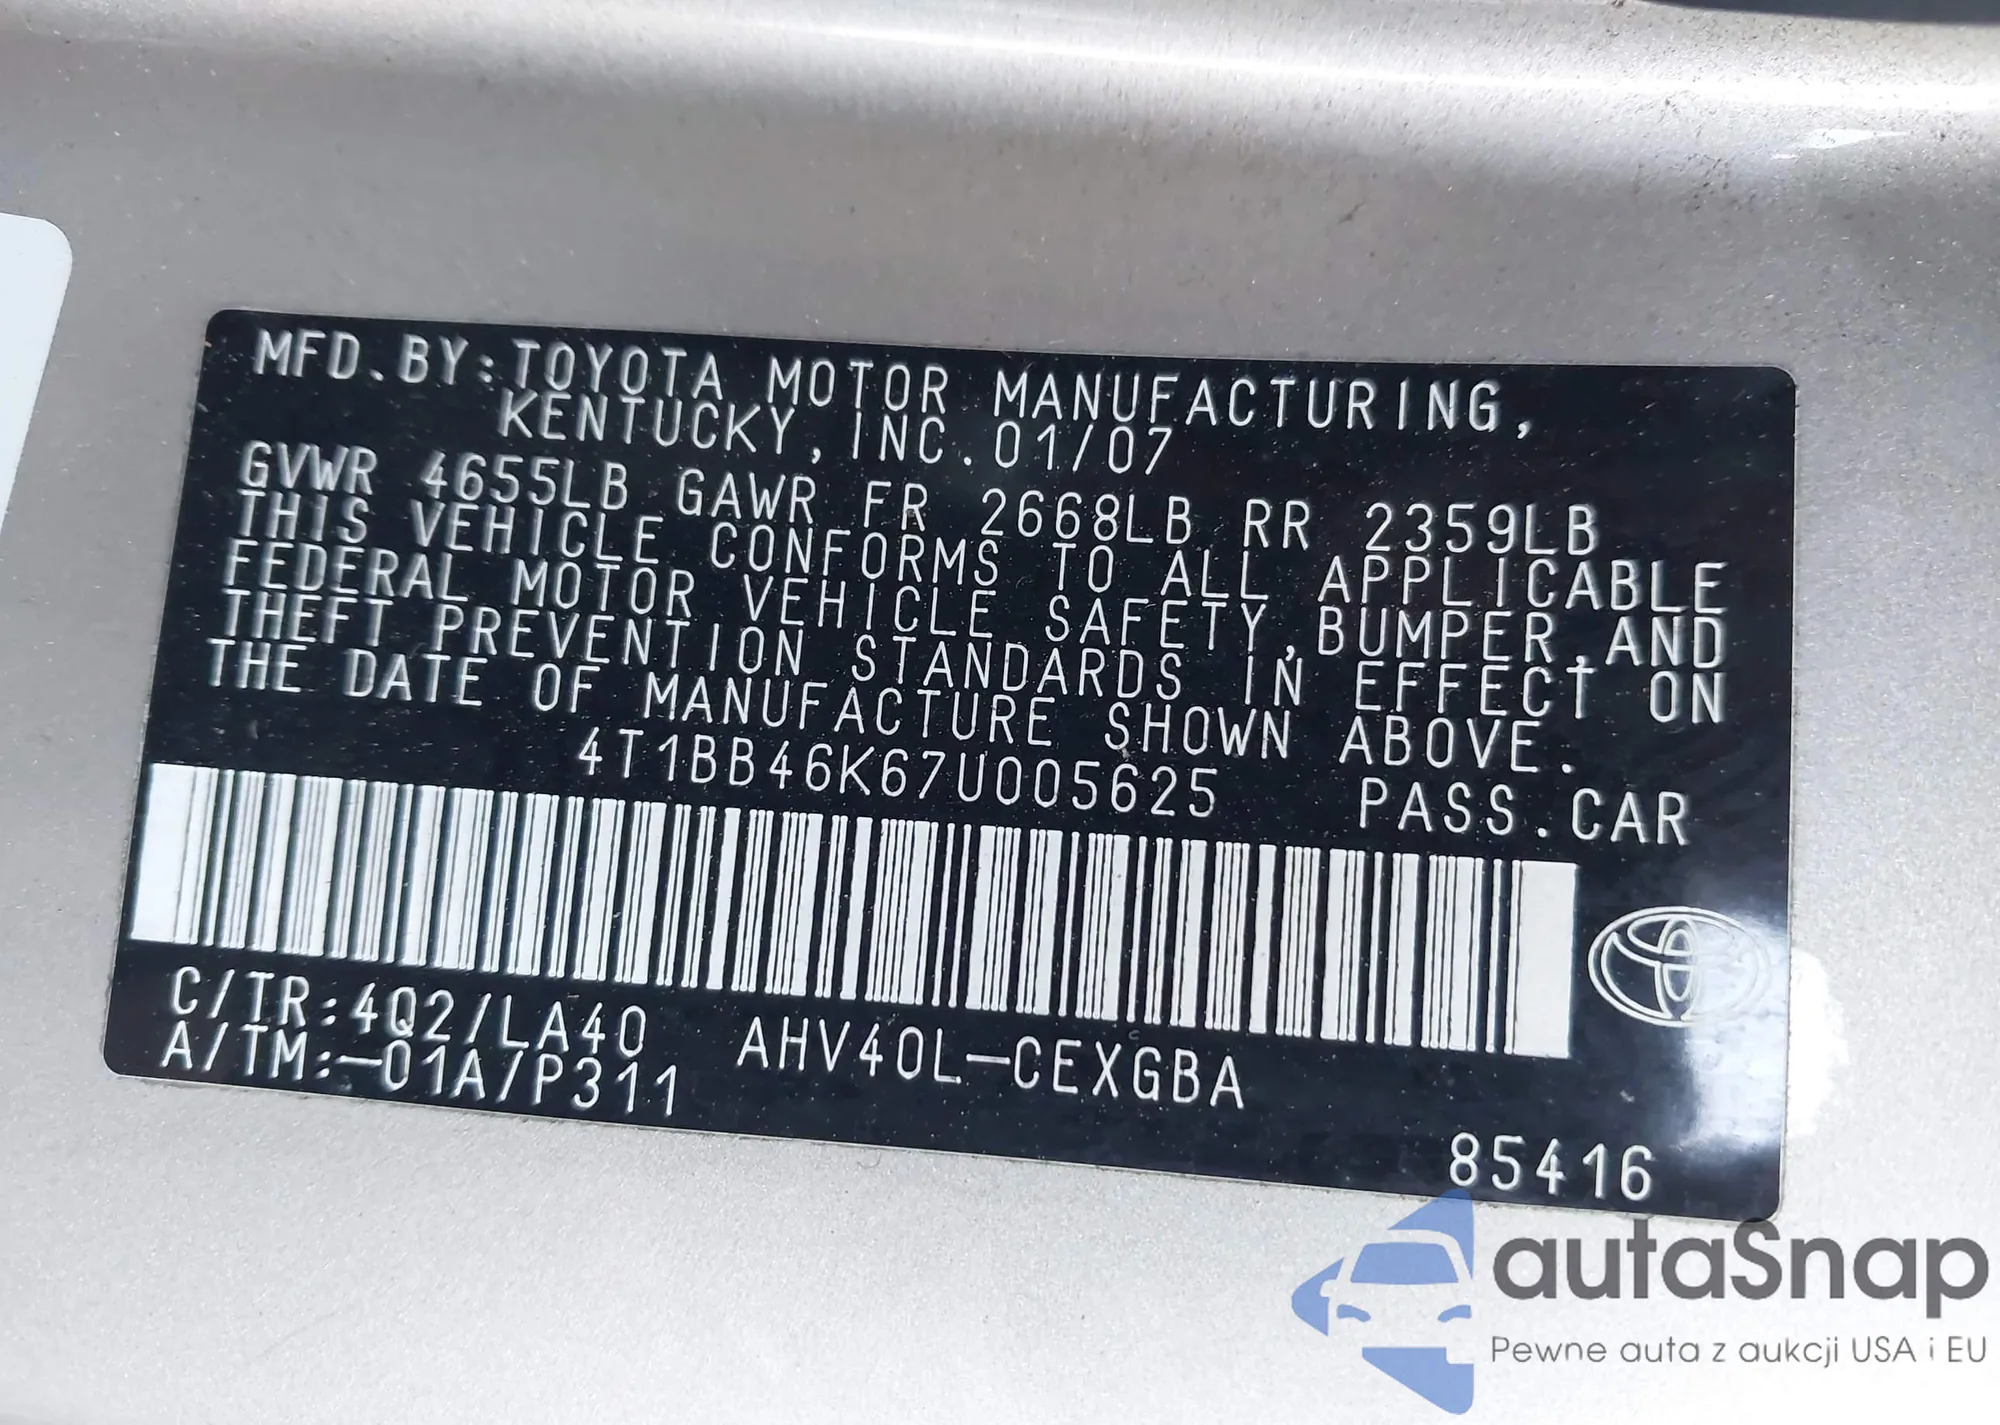 MFD.BY:TOYOTA MOTOR MANUFACTURING,
KENTUCKY, INC.01/07
GVWR 4655LB GAWR FR 2668LB RR 2359LB
THIS VEHICLE CONFORMS TO ALL APPLICABLE
FEDERAL MOTOR VEHICLE SAFETY,BUMPER,AND
THEFT PREVENTION STANDARDS IN EFFECT ON
THE DATE OF MANUFACTURE SHOWN ABOVE.
4T1BB46K67U005625 PASS.CAR
C/TR:4Q2/LA40 AHV40L-CEXGBA
A/TM:-01A/P311
85416
autaSnap
Pewne auta z aukcji USA i EU